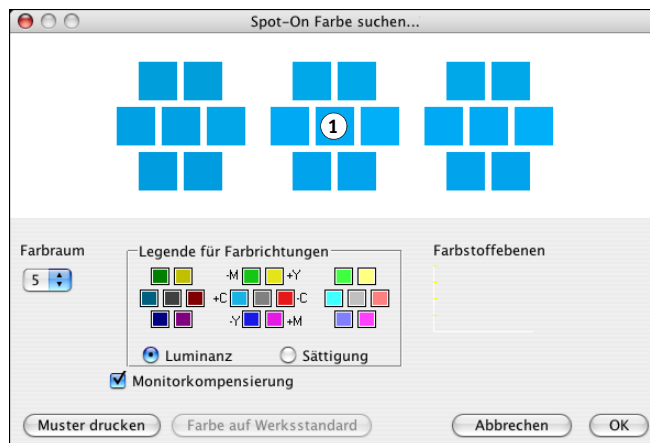 Spot-On Farbe suchen...
1
Farbraum
5
Legende für Farbrichtungen
-M +Y
+C -C
-Y +M
Luminanz Sättigung
Farbstoffebenen
Monitorkompensierung
Muster drucken Farbe auf Werksstandard Abbrechen OK